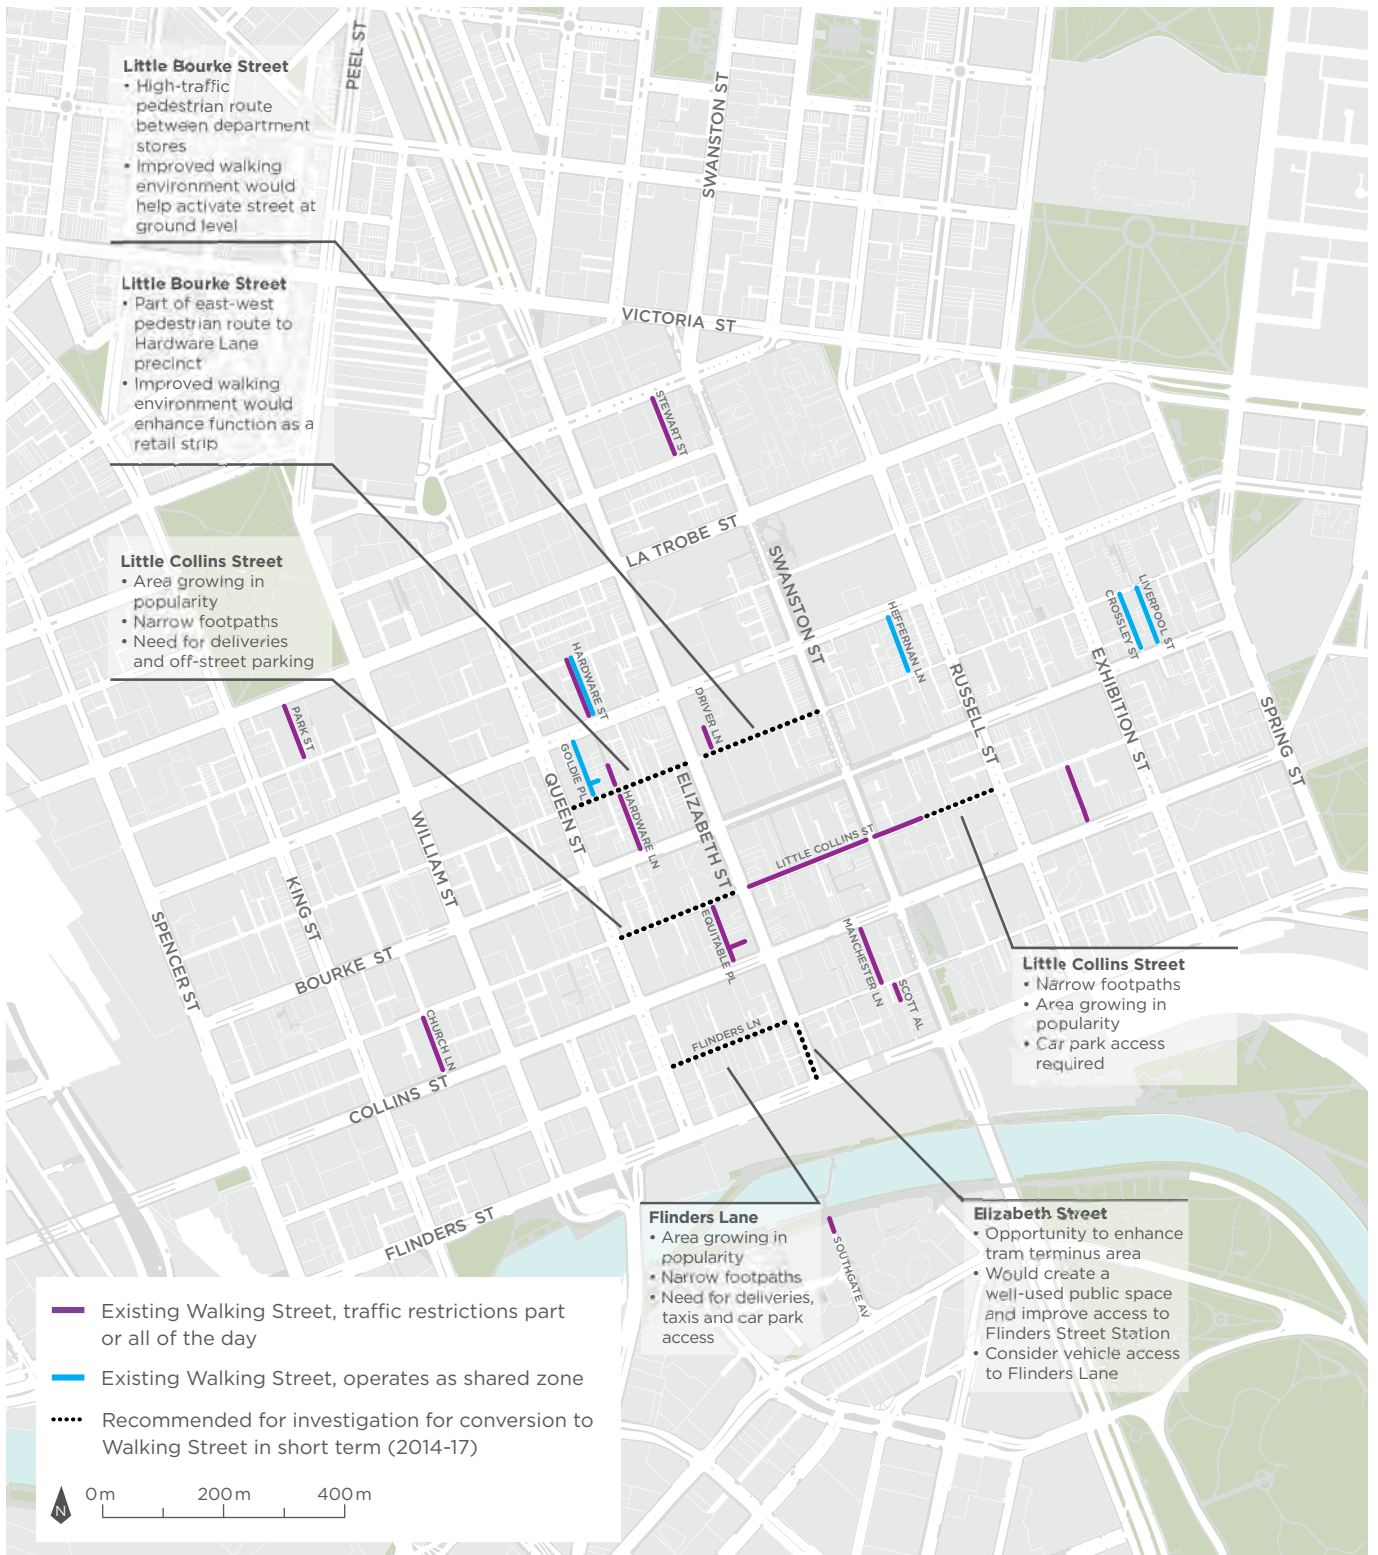 PEEL ST
SWANSTON ST
Little Bourke Street
• High-traffic
pedestrian route
between department
stores
• Improved walking
environment would
help activate street at
ground level
Little Bourke Street
• Part of east-west
pedestrian route to
Hardware Lane
precinct
• Improved walking
environment would
enhance function as a
retail strip
VICTORIA ST
STEWART ST
LA TROBE ST
SWANSTON ST
Little Collins Street
• Area growing in
popularity
• Narrow footpaths
• Need for deliveries
and off-street parking
HARDWARE ST
HEFFERNAN LN
CROSSLEY ST
LIVERPOOL ST
PARK ST
DRIVER LN
RUSSELL ST
EXHIBITION ST
SPRING ST
GOLDIE PL
QUEEN ST
HARDWARE LN
ELIZABETH ST
WILLIAM ST
KING ST
SPENCER ST
LITTLE COLLINS ST
BOURKE ST
EQUITABLE PL
MANCHESTER LN
SCOTT AL
Little Collins Street
• Narrow footpaths
• Area growing in
popularity
• Car park access
required
CHURCH LN
FLINDERS LN
COLLINS ST
FLINDERS ST
Flinders Lane
• Area growing in
popularity
• Narrow footpaths
• Need for deliveries,
taxis and car park
access
SOUTHGATE AV
Elizabeth Street
• Opportunity to enhance
tram terminus area
• Would create a
well-used public space
and improve access to
Flinders Street Station
• Consider vehicle access
to Flinders Lane
Existing Walking Street, traffic restrictions part
or all of the day
Existing Walking Street, operates as shared zone
Recommended for investigation for conversion to
Walking Street in short term (2014-17)
N
0m 200m 400m